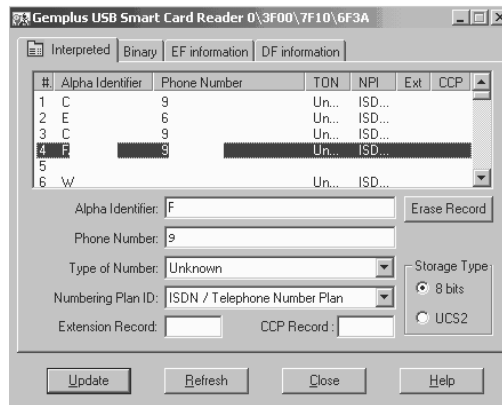 Gemplus USB Smart Card Reader 0\3F00\7F10\6F3A
Interpreted Binary EF information DF information
#. Alpha Identifier Phone Number TON NPI Ext CCP
1 C 9 Un... ISD...
2 E 6 Un... ISD...
3 C 9 Un... ISD...
4 F 9 Un... ISD...
5
6 W Un... ISD...
Alpha Identifier: F Erase Record
Phone Number: 9
Type of Number: Unknown Storage Type
Numbering Plan ID: ISDN / Telephone Number Plan 8 bits
Extension Record: CCP Record : UCS2
Update Refresh Close Help